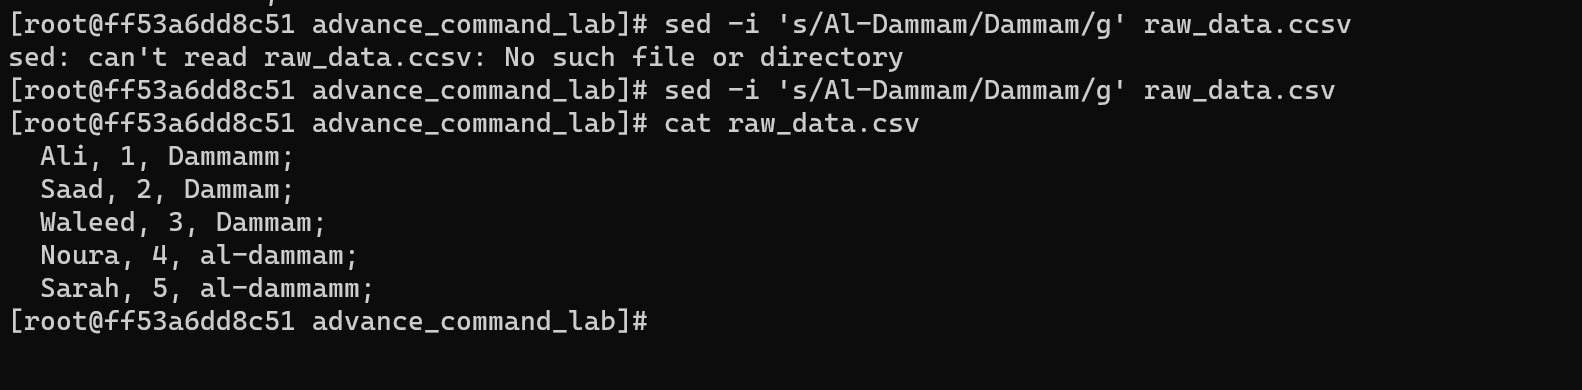 [root@ff53a6dd8c51 advance_command_lab]# sed -i 's/Al-Dammam/Dammam/g' raw_data.ccsv
sed: can't read raw_data.ccsv: No such file or directory
[root@ff53a6dd8c51 advance_command_lab]# sed -i 's/Al-Dammam/Dammam/g' raw_data.csv
[root@ff53a6dd8c51 advance_command_lab]# cat raw_data.csv
  Ali, 1, Dammamm;
  Saad, 2, Dammam;
  Waleed, 3, Dammam;
  Noura, 4, al-dammam;
  Sarah, 5, al-dammamm;
[root@ff53a6dd8c51 advance_command_lab]#